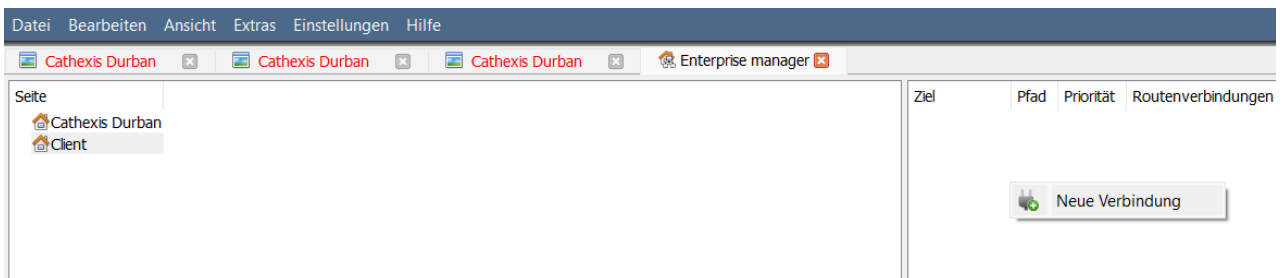 Datei Bearbeiten Ansicht Extras Einstellungen Hilfe
Cathexis Durban Cathexis Durban Cathexis Durban Enterprise manager
Seite Ziel Pfad Priorität Routenverbindungen
Cathexis Durban
Client
Neue Verbindung